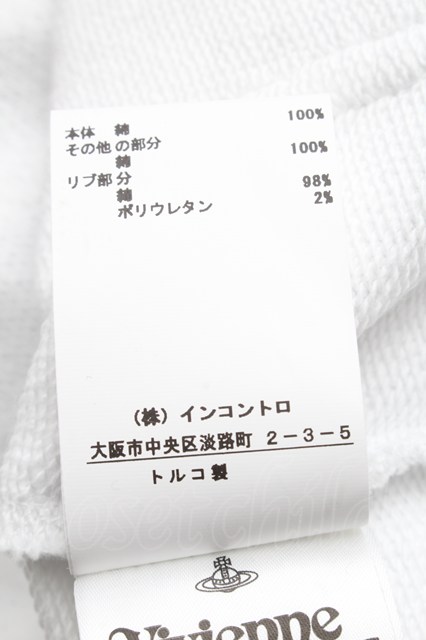 本体 綿 100%
その他の部分
綿 100%
リブ部分
綿 98%
ポリウレタン 2%
(株)インコントロ
大阪市中央区淡路町 2-3-5
トルコ製
Vivienne